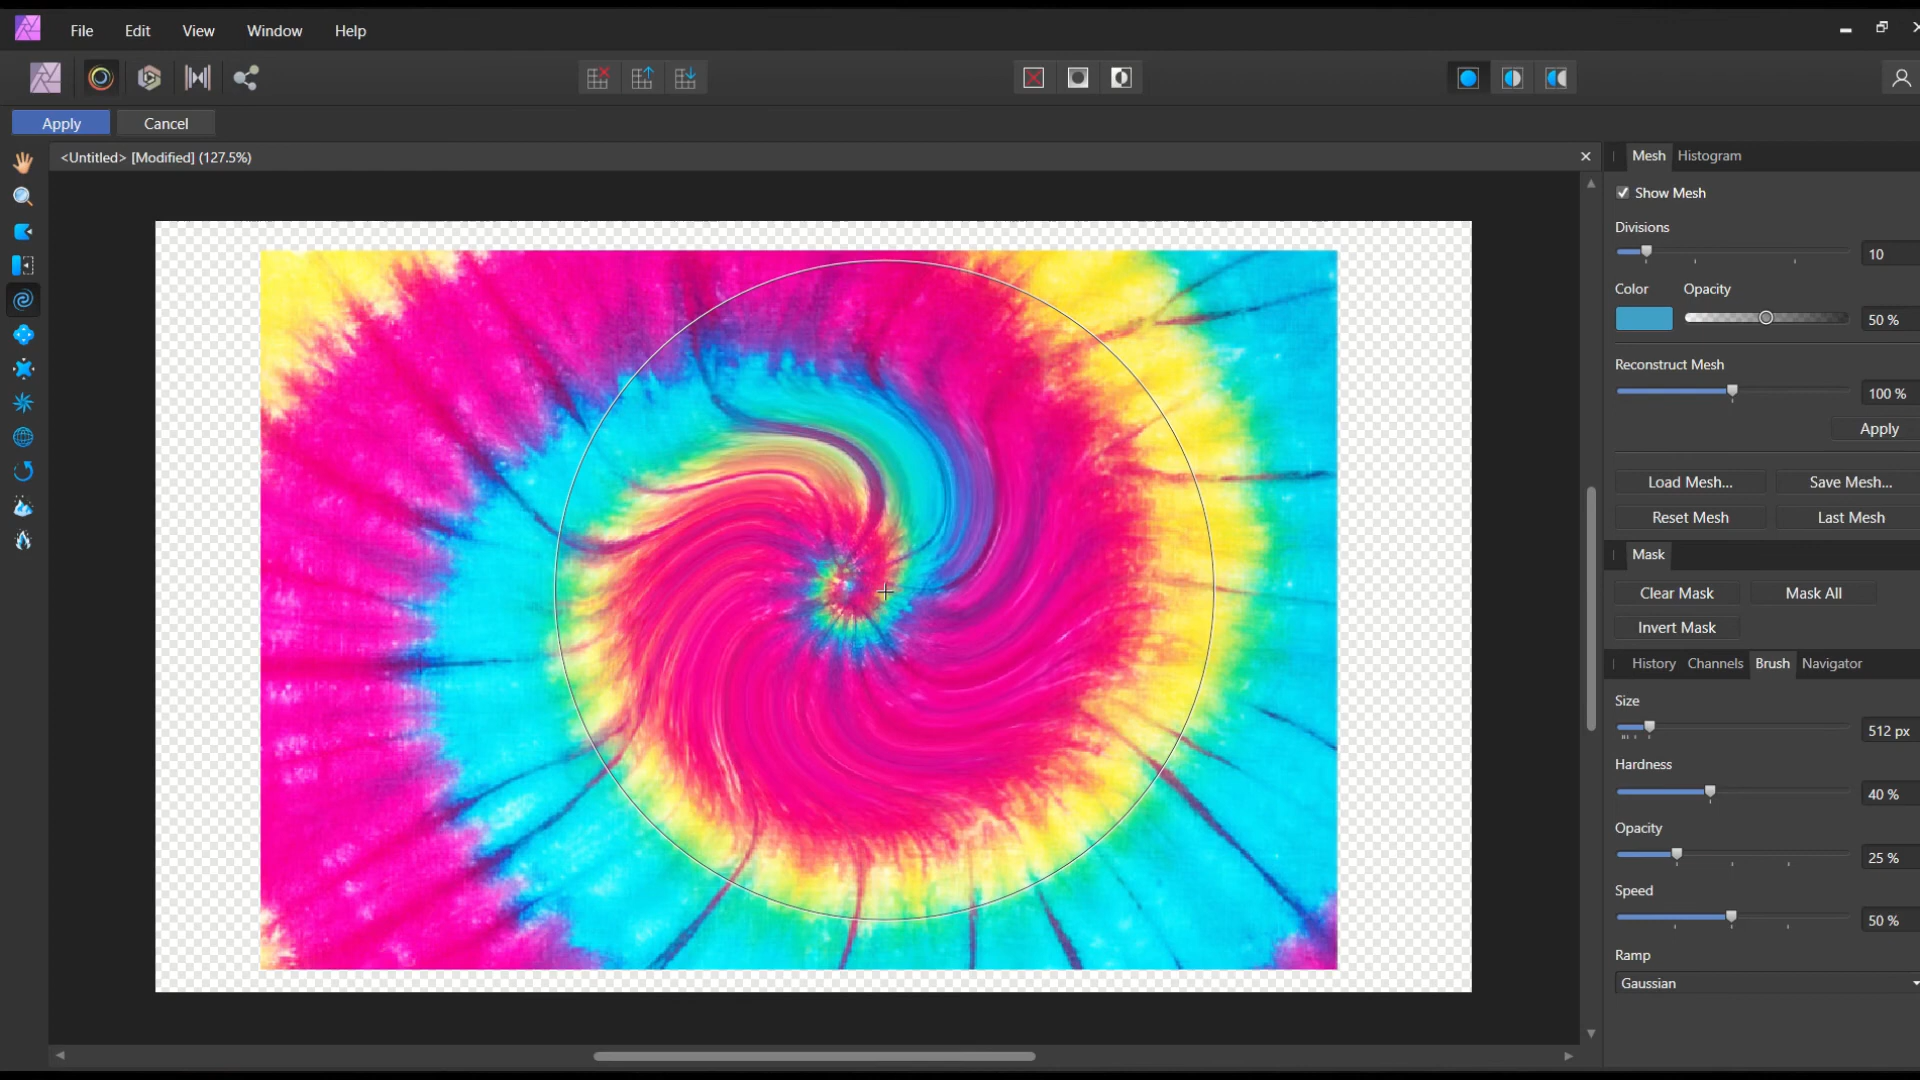 File Edit View Window Help
Apply Cancel
<Untitled> [Modified] (127.5%)
Mesh Histogram
Show Mesh
Divisions
10
Color Opacity
50 %
Reconstruct Mesh
100 %
Apply
Load Mesh... Save Mesh...
Reset Mesh Last Mesh
Mask
Clear Mask Mask All
Invert Mask
History Channels Brush Navigator
Size
512 px
Hardness
40 %
Opacity
25 %
Speed
50 %
Ramp
Gaussian